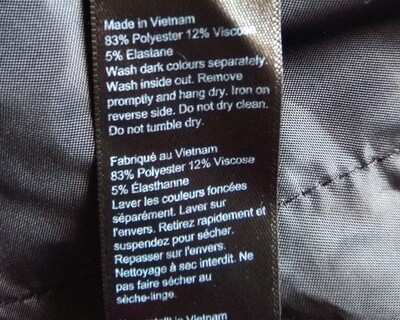 Made in Vietnam
83% Polyester 12% Viscose
5% Elastane
Wash dark colours separately.
Wash inside out. Remove
promptly and hang dry. Iron on
reverse side. Do not dry clean.
Do not tumble dry.
Fabriqué au Vietnam
83% Polyester 12% Viscose
5% Élasthanne
Laver les couleurs foncées
séparément. Laver sur
l'envers. Retirez rapidement et
suspendez pour sécher.
Repasser sur l'envers.
Nettoyage à sec interdit. Ne
pas faire sécher au
sèche-linge.
in Vietnam